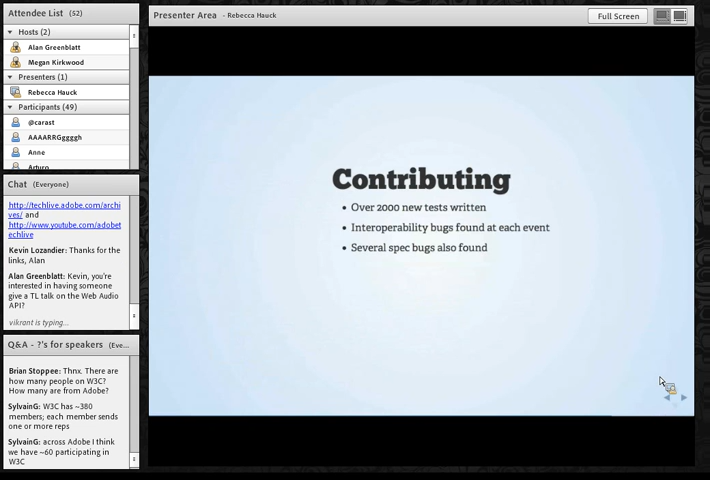 Attendee List (52)
Hosts (2)
Alan Greenblatt
Megan Kirkwood
Presenters (1)
Rebecca Hauck
Participants (49)
@carast
AAAARRGggggh
Anne
Arturo
Chat (Everyone)
http://techlive.adobe.com/archi
ves/ and
http://www.youtube.com/adobet
echlive
Kevin Lozandier: Thanks for the
links, Alan
Alan Greenblatt: Kevin, you're
interested in having someone
give a TL talk on the Web Audio
API?
vikrant is typing...
Q&A - ?'s for speakers (Eve...
Brian Stoppee: Thnx. There are
how many people on W3C?
How many are from Adobe?
SylvainG: W3C has ~380
members; each member sends
one or more reps
SylvainG: across Adobe I think
we have ~60 participating in
W3C
Presenter Area - Rebecca Hauck
Full Screen
Contributing
• Over 2000 new tests written
• Interoperability bugs found at each event
• Several spec bugs also found